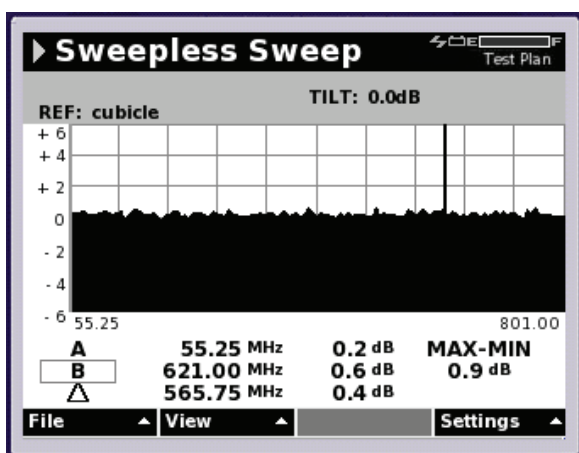 Sweepless Sweep
E F
Test Plan
TILT: 0.0dB
REF: cubicle
+ 6
+ 4
+ 2
0
- 2
- 4
- 6
55.25 801.00
A 55.25 MHz 0.2 dB MAX-MIN
B 621.00 MHz 0.6 dB 0.9 dB
△ 565.75 MHz 0.4 dB
File View Settings